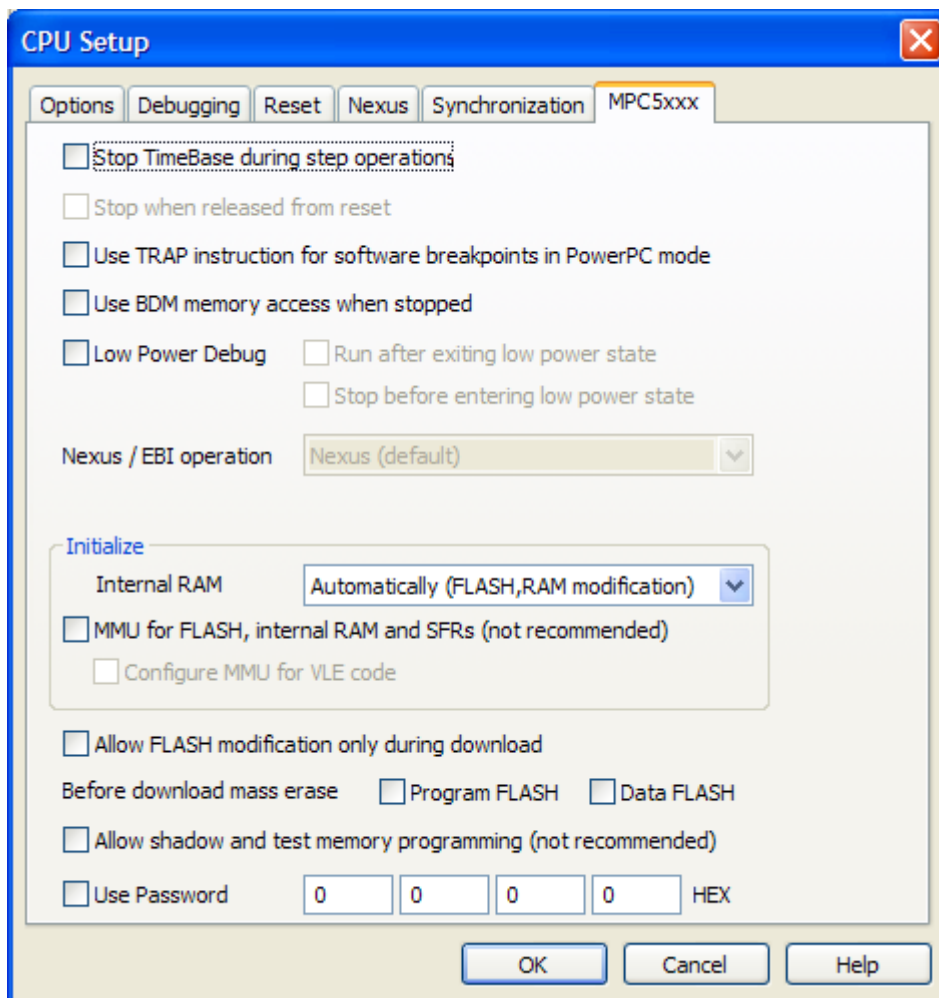 CPU Setup
Options Debugging Reset Nexus Synchronization MPC5xxx
Stop TimeBase during step operations
Stop when released from reset
Use TRAP instruction for software breakpoints in PowerPC mode
Use BDM memory access when stopped
Low Power Debug Run after exiting low power state
Stop before entering low power state
Nexus / EBI operation Nexus (default)
Initialize
Internal RAM Automatically (FLASH,RAM modification)
MMU for FLASH, internal RAM and SFRs (not recommended)
Configure MMU for VLE code
Allow FLASH modification only during download
Before download mass erase Program FLASH Data FLASH
Allow shadow and test memory programming (not recommended)
Use Password 0 0 0 0 HEX
OK Cancel Help